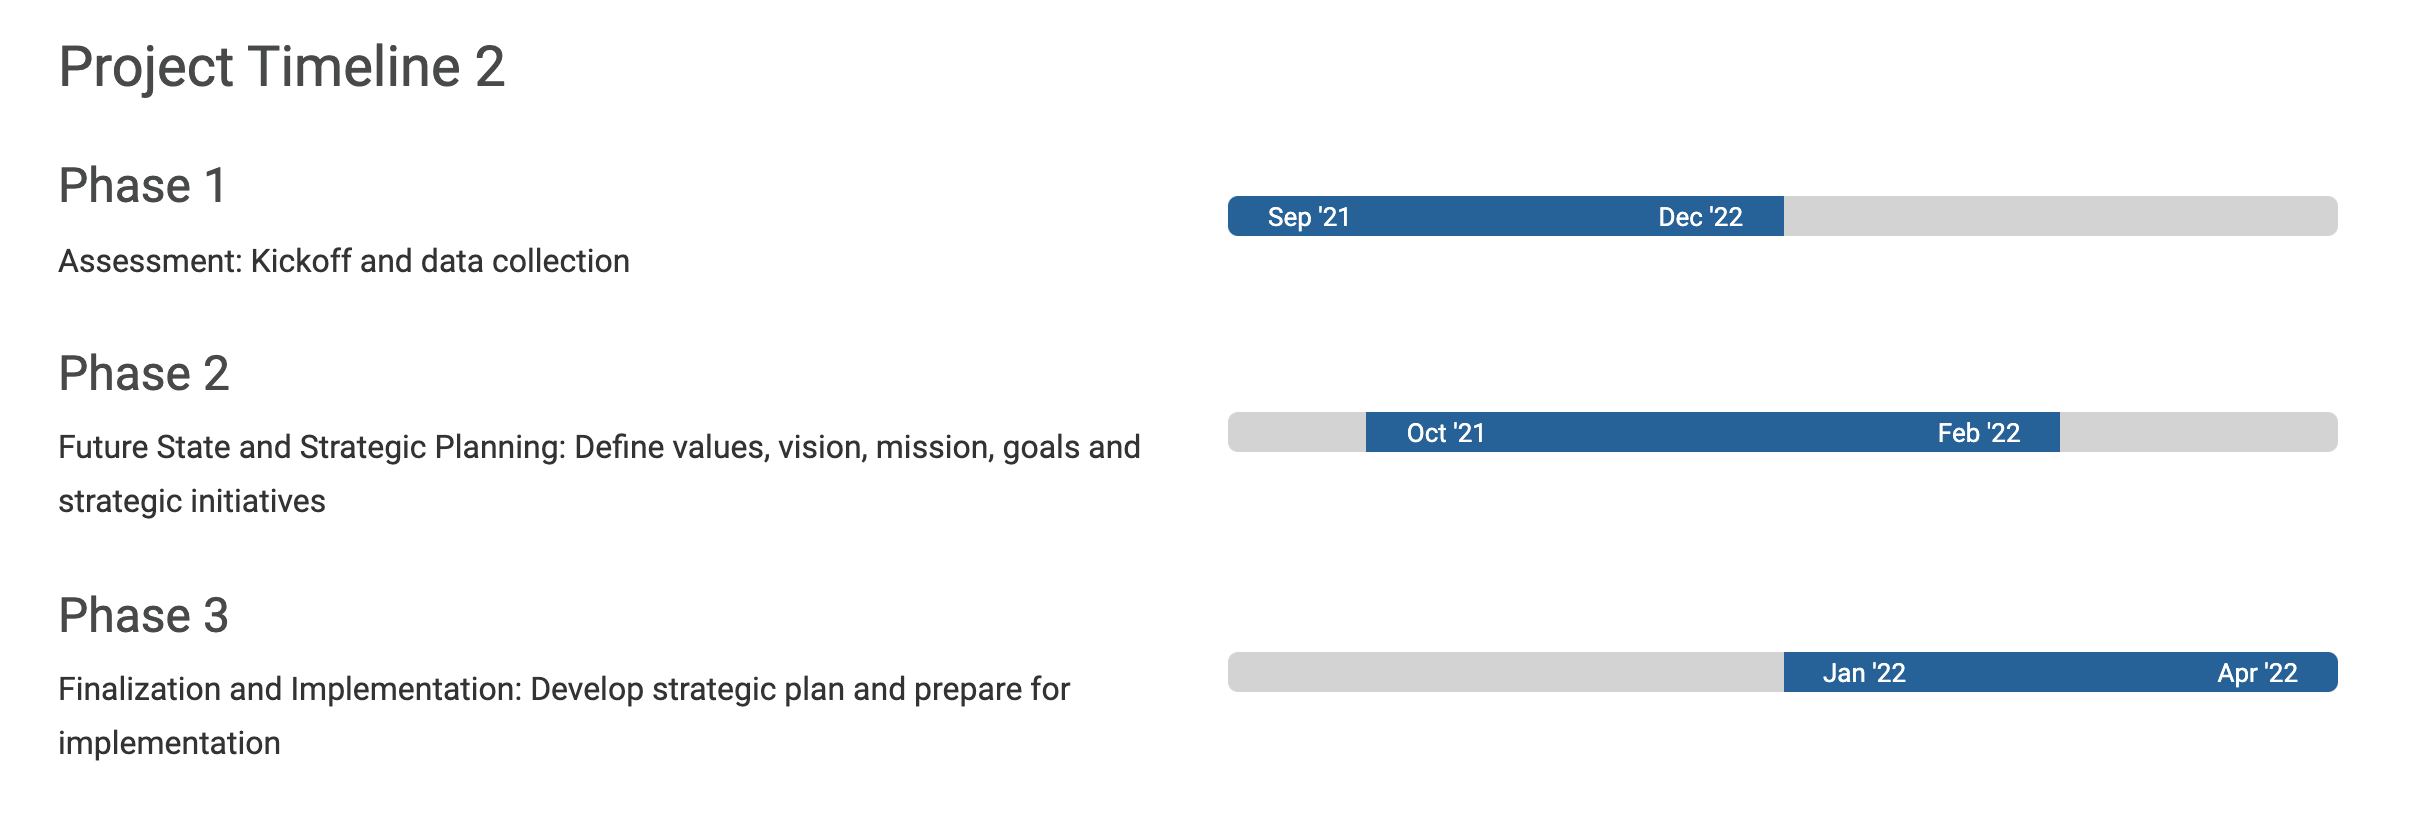 Project Timeline 2
Phase 1
Sep '21
Dec '22
Assessment: Kickoff and data collection
Phase 2
Future State and Strategic Planning: Define values, vision, mission, goals and
strategic initiatives
Oct '21
Feb '22
Phase 3
Finalization and Implementation: Develop strategic plan and prepare for
implementation
Jan '22
Apr '22